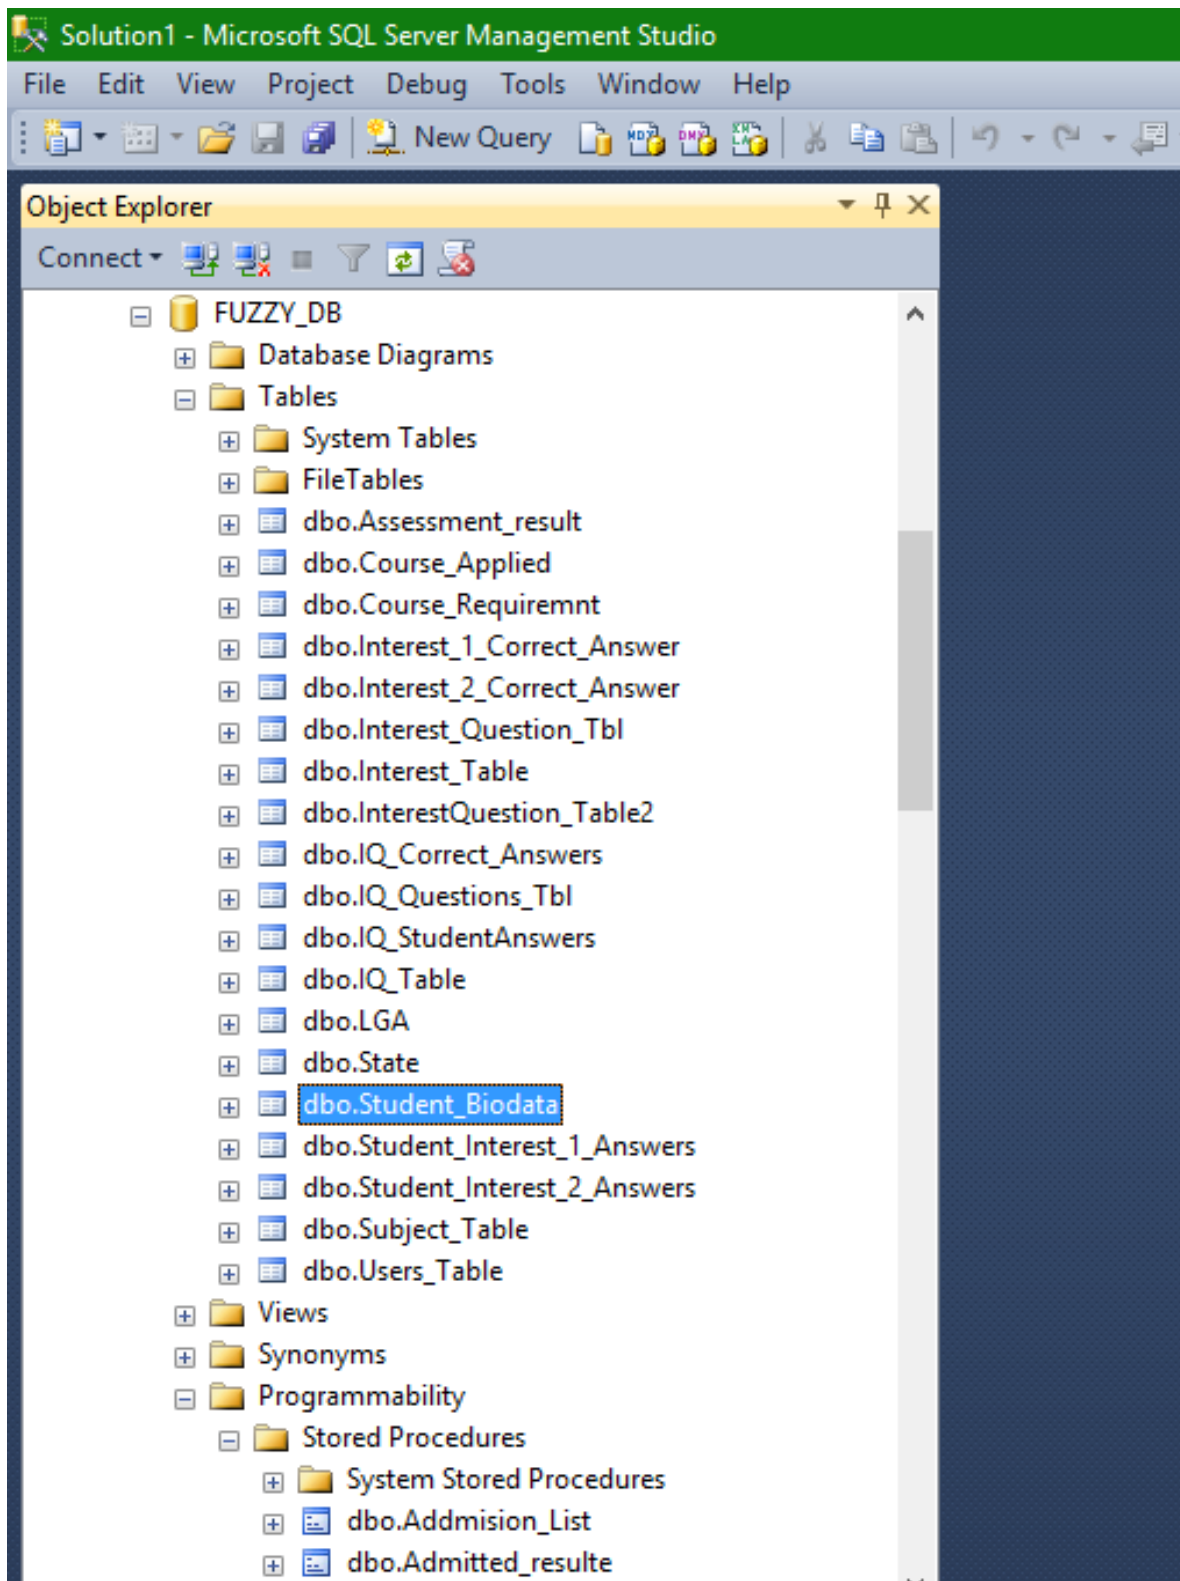 Solution1 - Microsoft SQL Server Management Studio
File Edit View Project Debug Tools Window Help
New Query MDX DMX XMLA
Object Explorer
Connect
FUZZY_DB
Database Diagrams
Tables
System Tables
FileTables
dbo.Assessment_result
dbo.Course_Applied
dbo.Course_Requiremnt
dbo.Interest_1_Correct_Answer
dbo.Interest_2_Correct_Answer
dbo.Interest_Question_Tbl
dbo.Interest_Table
dbo.InterestQuestion_Table2
dbo.IQ_Correct_Answers
dbo.IQ_Questions_Tbl
dbo.IQ_StudentAnswers
dbo.IQ_Table
dbo.LGA
dbo.State
dbo.Student_Biodata
dbo.Student_Interest_1_Answers
dbo.Student_Interest_2_Answers
dbo.Subject_Table
dbo.Users_Table
Views
Synonyms
Programmability
Stored Procedures
System Stored Procedures
dbo.Addmision_List
dbo.Admitted_resulte